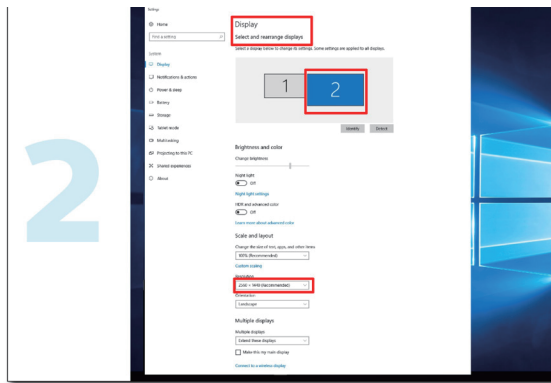 Settings
Home
Find a setting
System
Display
Notifications & actions
Power & sleep
Battery
Storage
Tablet mode
Multitasking
Projecting to this PC
Shared experiences
About
2
Display
Select and rearrange displays
Select a display below to change its settings. Some settings are applied to all displays.
1
2
Identify
Detect
Brightness and color
Change brightness
Night light
Off
Night light settings
HDR and advanced color
Off
Learn more about advanced color
Scale and layout
Change the size of text, apps, and other items
100% (Recommended)
Custom scaling
Resolution
(Recommended)
Orientation
Landscape
Multiple displays
Multiple displays
Extend these displays
Make this my main display
Connect to a wireless display